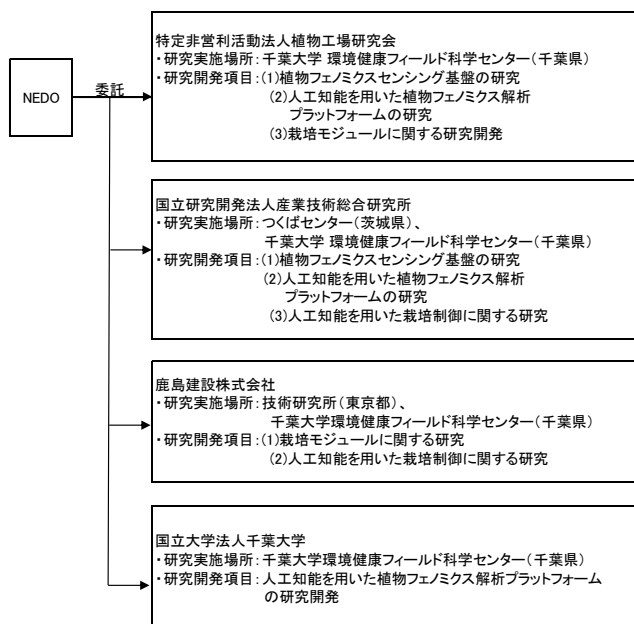 NEDO
委託
特定非営利活動法人植物工場研究会
・研究実施場所：千葉大学 環境健康フィールド科学センター（千葉県）
・研究開発項目：(1)植物フェノミクスセンシング基盤の研究
(2)人工知能を用いた植物フェノミクス解析
プラットフォームの研究
(3)栽培モジュールに関する研究開発
国立研究開発法人産業技術総合研究所
・研究実施場所：つくばセンター（茨城県）、
千葉大学 環境健康フィールド科学センター（千葉県）
・研究開発項目：(1)植物フェノミクスセンシング基盤の研究
(2)人工知能を用いた植物フェノミクス解析
プラットフォームの研究
(3)人工知能を用いた栽培制御に関する研究
鹿島建設株式会社
・研究実施場所：技術研究所（東京都）、
千葉大学環境健康フィールド科学センター（千葉県）
・研究開発項目：(1)栽培モジュールに関する研究
(2)人工知能を用いた栽培制御に関する研究
国立大学法人千葉大学
・研究実施場所：千葉大学環境健康フィールド科学センター（千葉県）
・研究開発項目：人工知能を用いた植物フェノミクス解析プラットフォーム
の研究開発